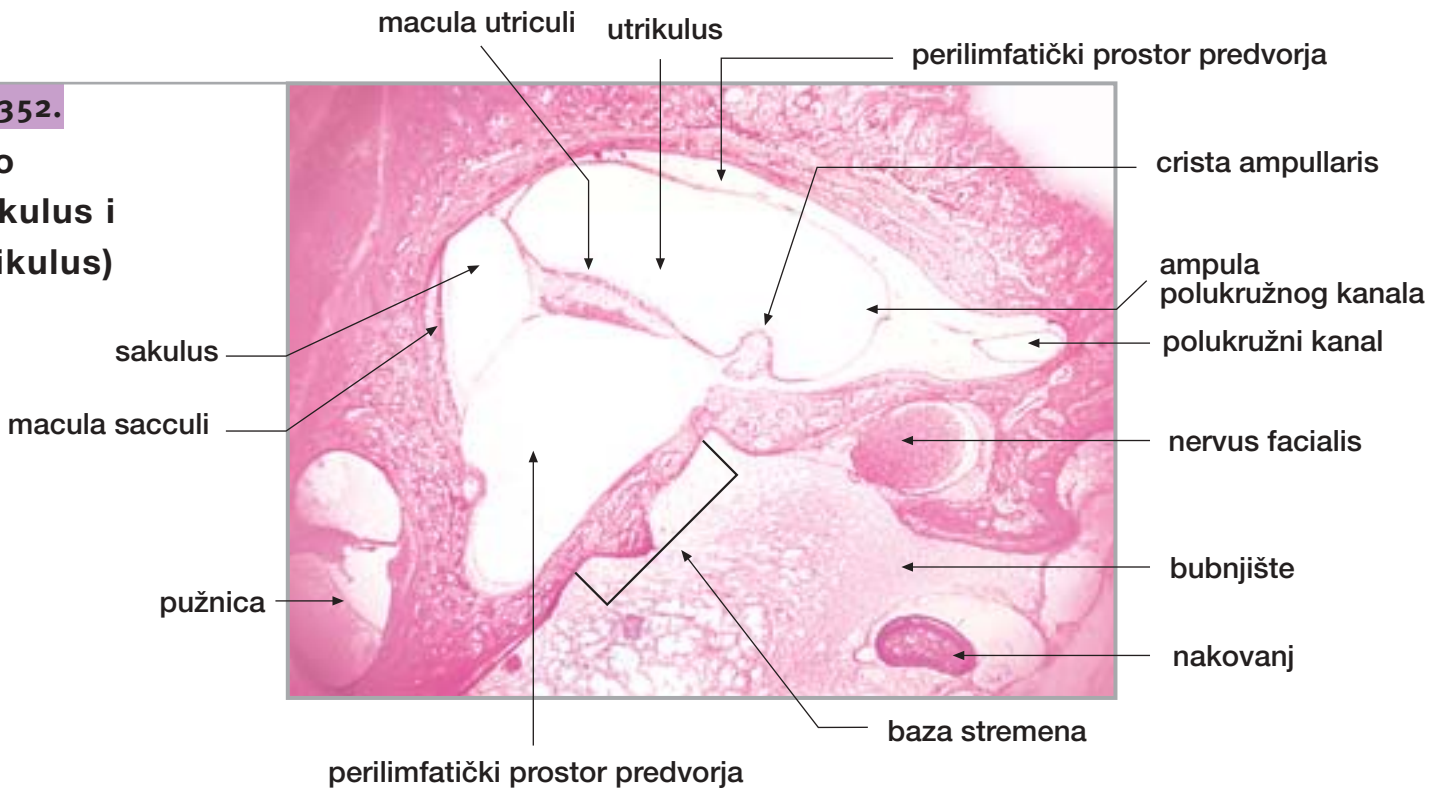 macula utriculi
utrikulus
perilimfatički prostor predvorja
352.
o
kulus i
ikulus)
crista ampullaris
ampula
polukružnog kanala
sakulus
polukružni kanal
macula sacculi
nervus facialis
bubnjište
pužnica
nakovanj
baza stremena
perilimfatički prostor predvorja